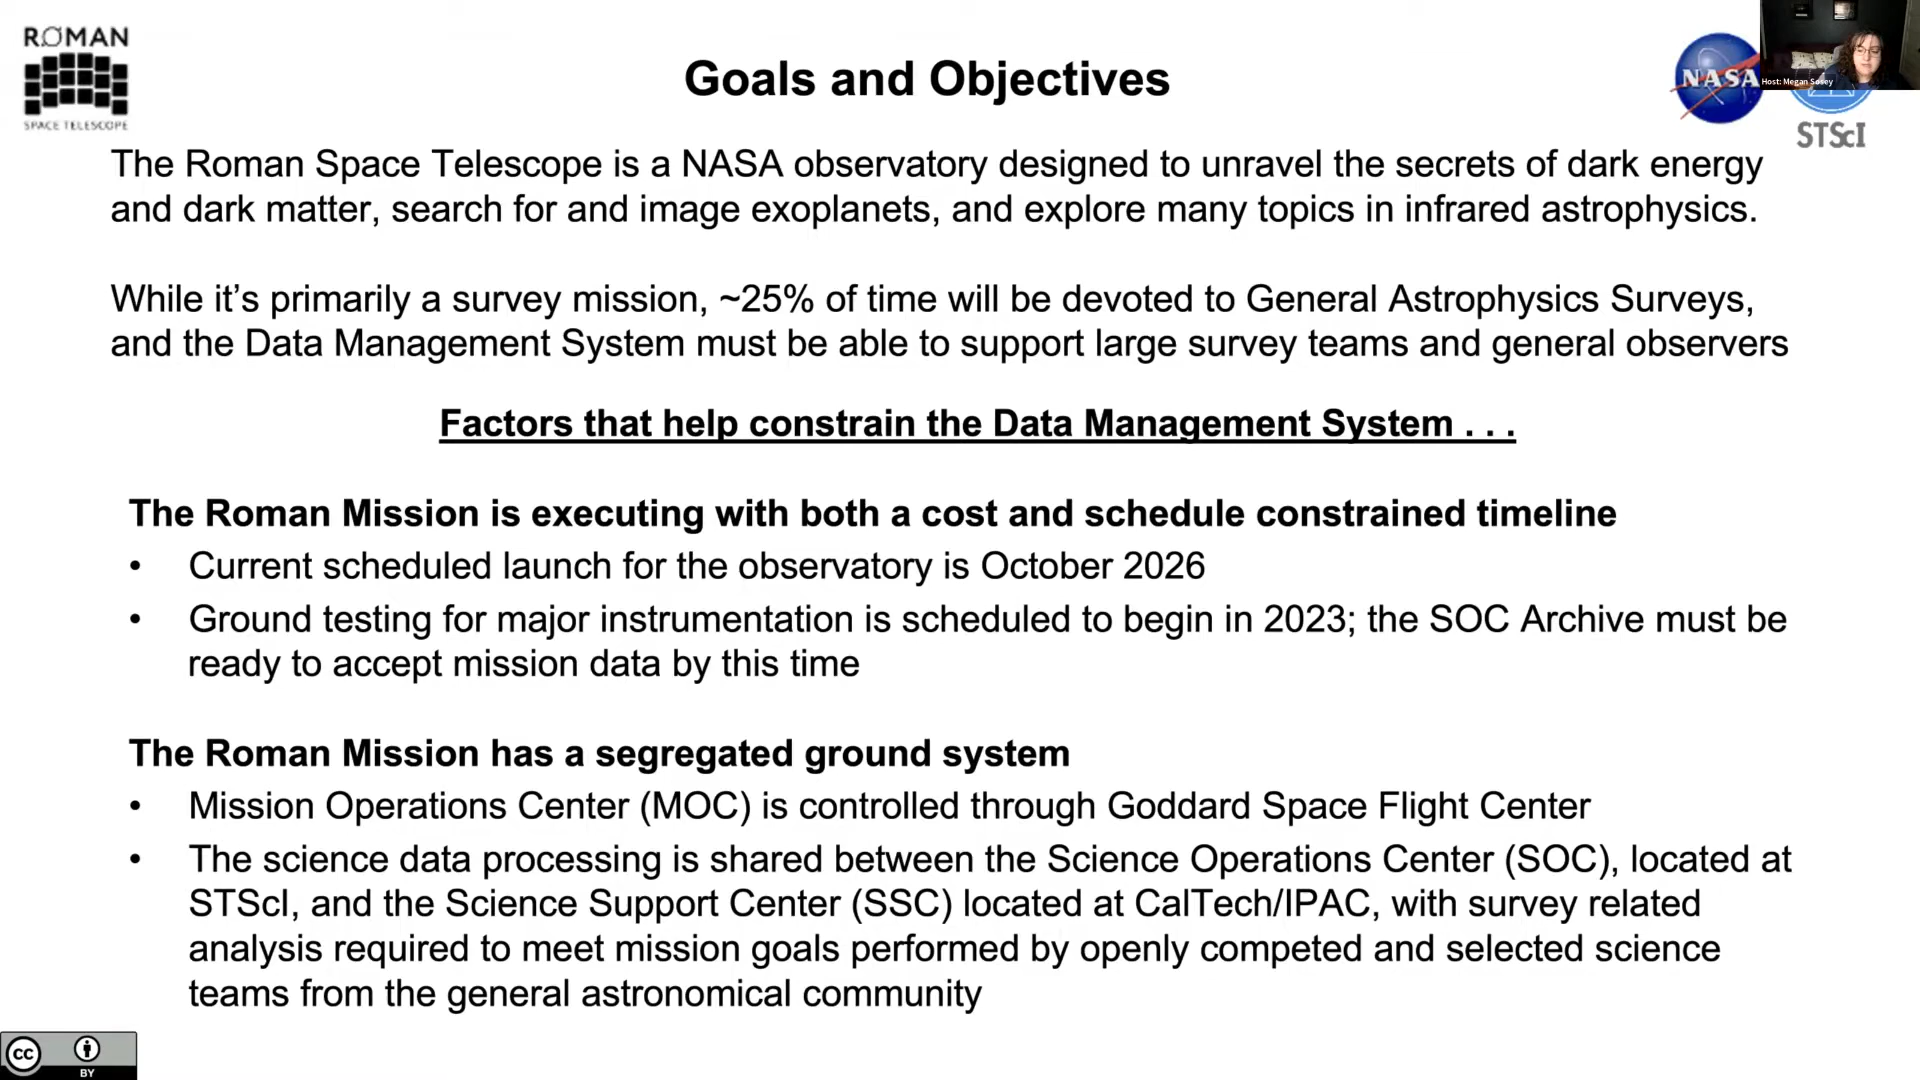 ROMAN
SPACE TELESCOPE
Goals and Objectives
NASA
Host: Megan Sosey
STScI
The Roman Space Telescope is a NASA observatory designed to unravel the secrets of dark energy
and dark matter, search for and image exoplanets, and explore many topics in infrared astrophysics.
While it’s primarily a survey mission, ~25% of time will be devoted to General Astrophysics Surveys,
and the Data Management System must be able to support large survey teams and general observers
Factors that help constrain the Data Management System . . .
The Roman Mission is executing with both a cost and schedule constrained timeline
• Current scheduled launch for the observatory is October 2026
• Ground testing for major instrumentation is scheduled to begin in 2023; the SOC Archive must be
ready to accept mission data by this time
The Roman Mission has a segregated ground system
• Mission Operations Center (MOC) is controlled through Goddard Space Flight Center
• The science data processing is shared between the Science Operations Center (SOC), located at
STScI, and the Science Support Center (SSC) located at CalTech/IPAC, with survey related
analysis required to meet mission goals performed by openly competed and selected science
teams from the general astronomical community
cc
BY